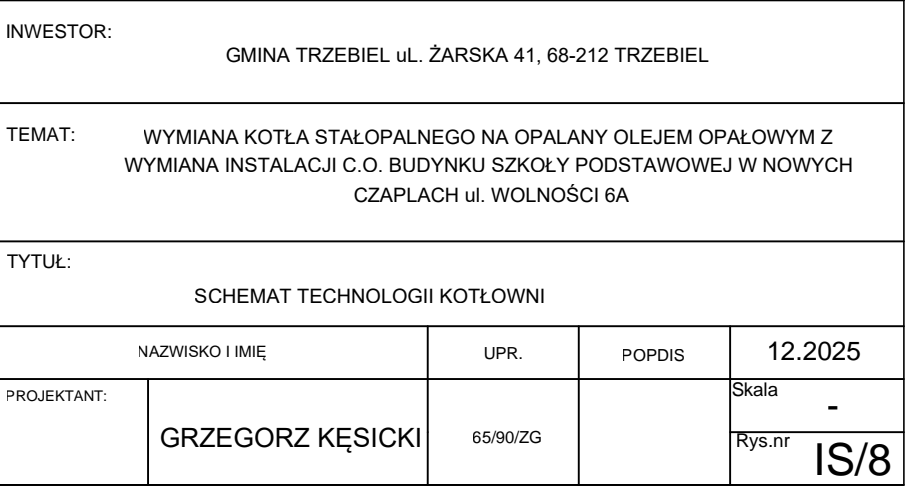 INWESTOR:
GMINA TRZEBIEL uL. ŻARSKA 41, 68-212 TRZEBIEL
TEMAT:
WYMIANA KOTŁA STAŁOPALNEGO NA OPALANY OLEJEM OPAŁOWYM Z
WYMIANA INSTALACJI C.O. BUDYNKU SZKOŁY PODSTAWOWEJ W NOWYCH
CZAPLACH ul. WOLNOŚCI 6A
TYTUŁ:
SCHEMAT TECHNOLOGII KOTŁOWNI
NAZWISKO I IMIĘ
UPR.
POPDIS
12.2025
PROJEKTANT:
GRZEGORZ KĘSICKI
65/90/ZG
Skala
-
Rys.nr
IS/8